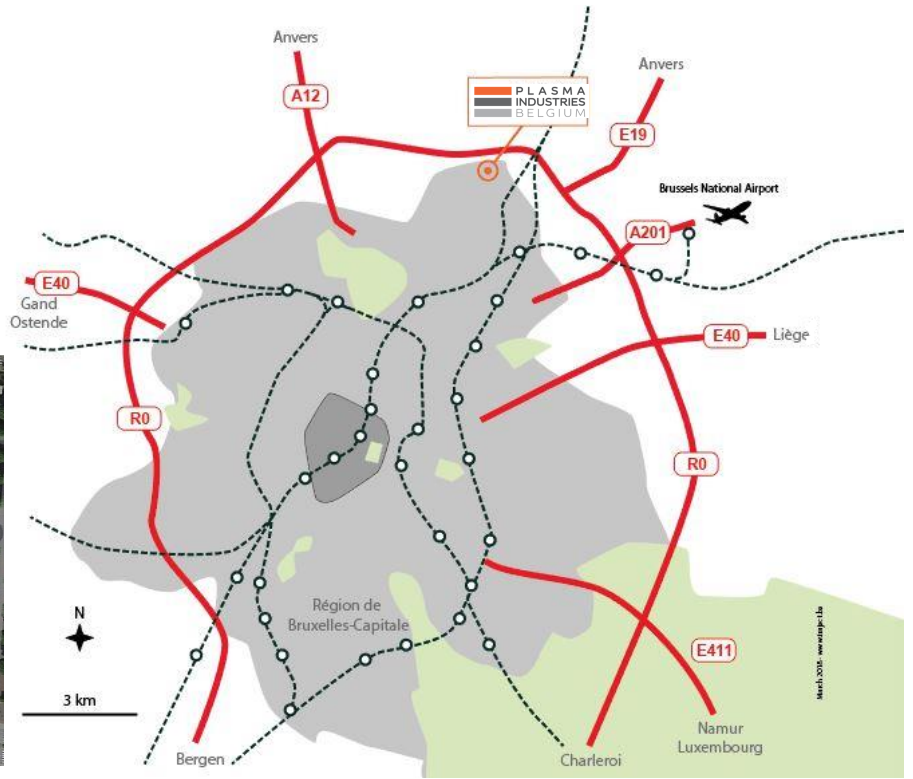 Anvers
A12
PLASMA
INDUSTRIES
BELGIUM
Anvers
E19
Brussels National Airport
A201
E40
Gand
Ostende
E40
Liège
R0
R0
N
Région de
Bruxelles-Capitale
E411
3 km
Bergen
Charleroi
Namur
Luxembourg